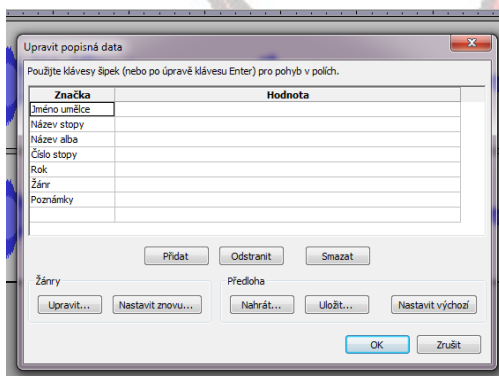 Upravit popisná data
Použijte klávesy šipek (nebo po úpravě klávesu Enter) pro pohyb v polích.
Značka Hodnota
Jméno umělce
Název stopy
Název alba
Číslo stopy
Rok
Žánr
Poznámky
Přidat Odstranit Smazat
Žánry Předloha
Upravit... Nastavit znovu... Nahrát... Uložit... Nastavit výchozí
OK Zrušit